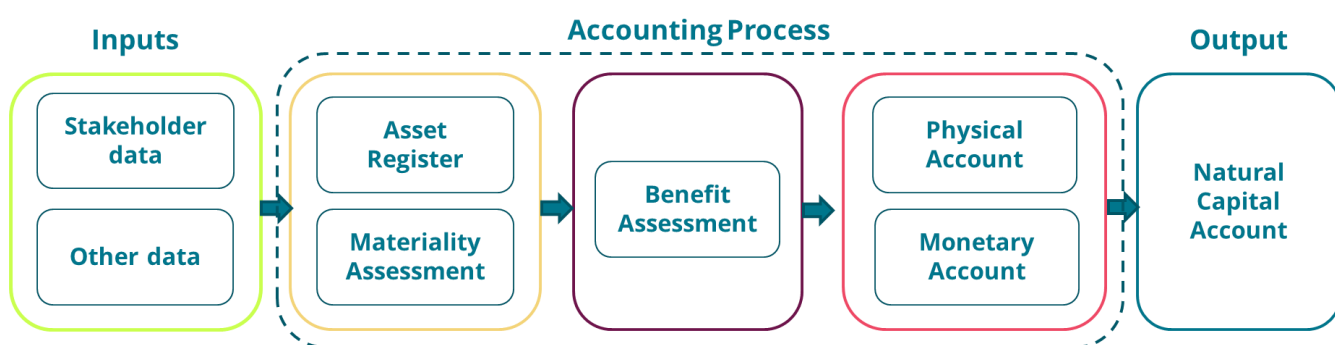 Inputs
Accounting Process
Output
Stakeholder
data
Other data
Asset
Register
Materiality
Assessment
Benefit
Assessment
Physical
Account
Monetary
Account
Natural
Capital
Account